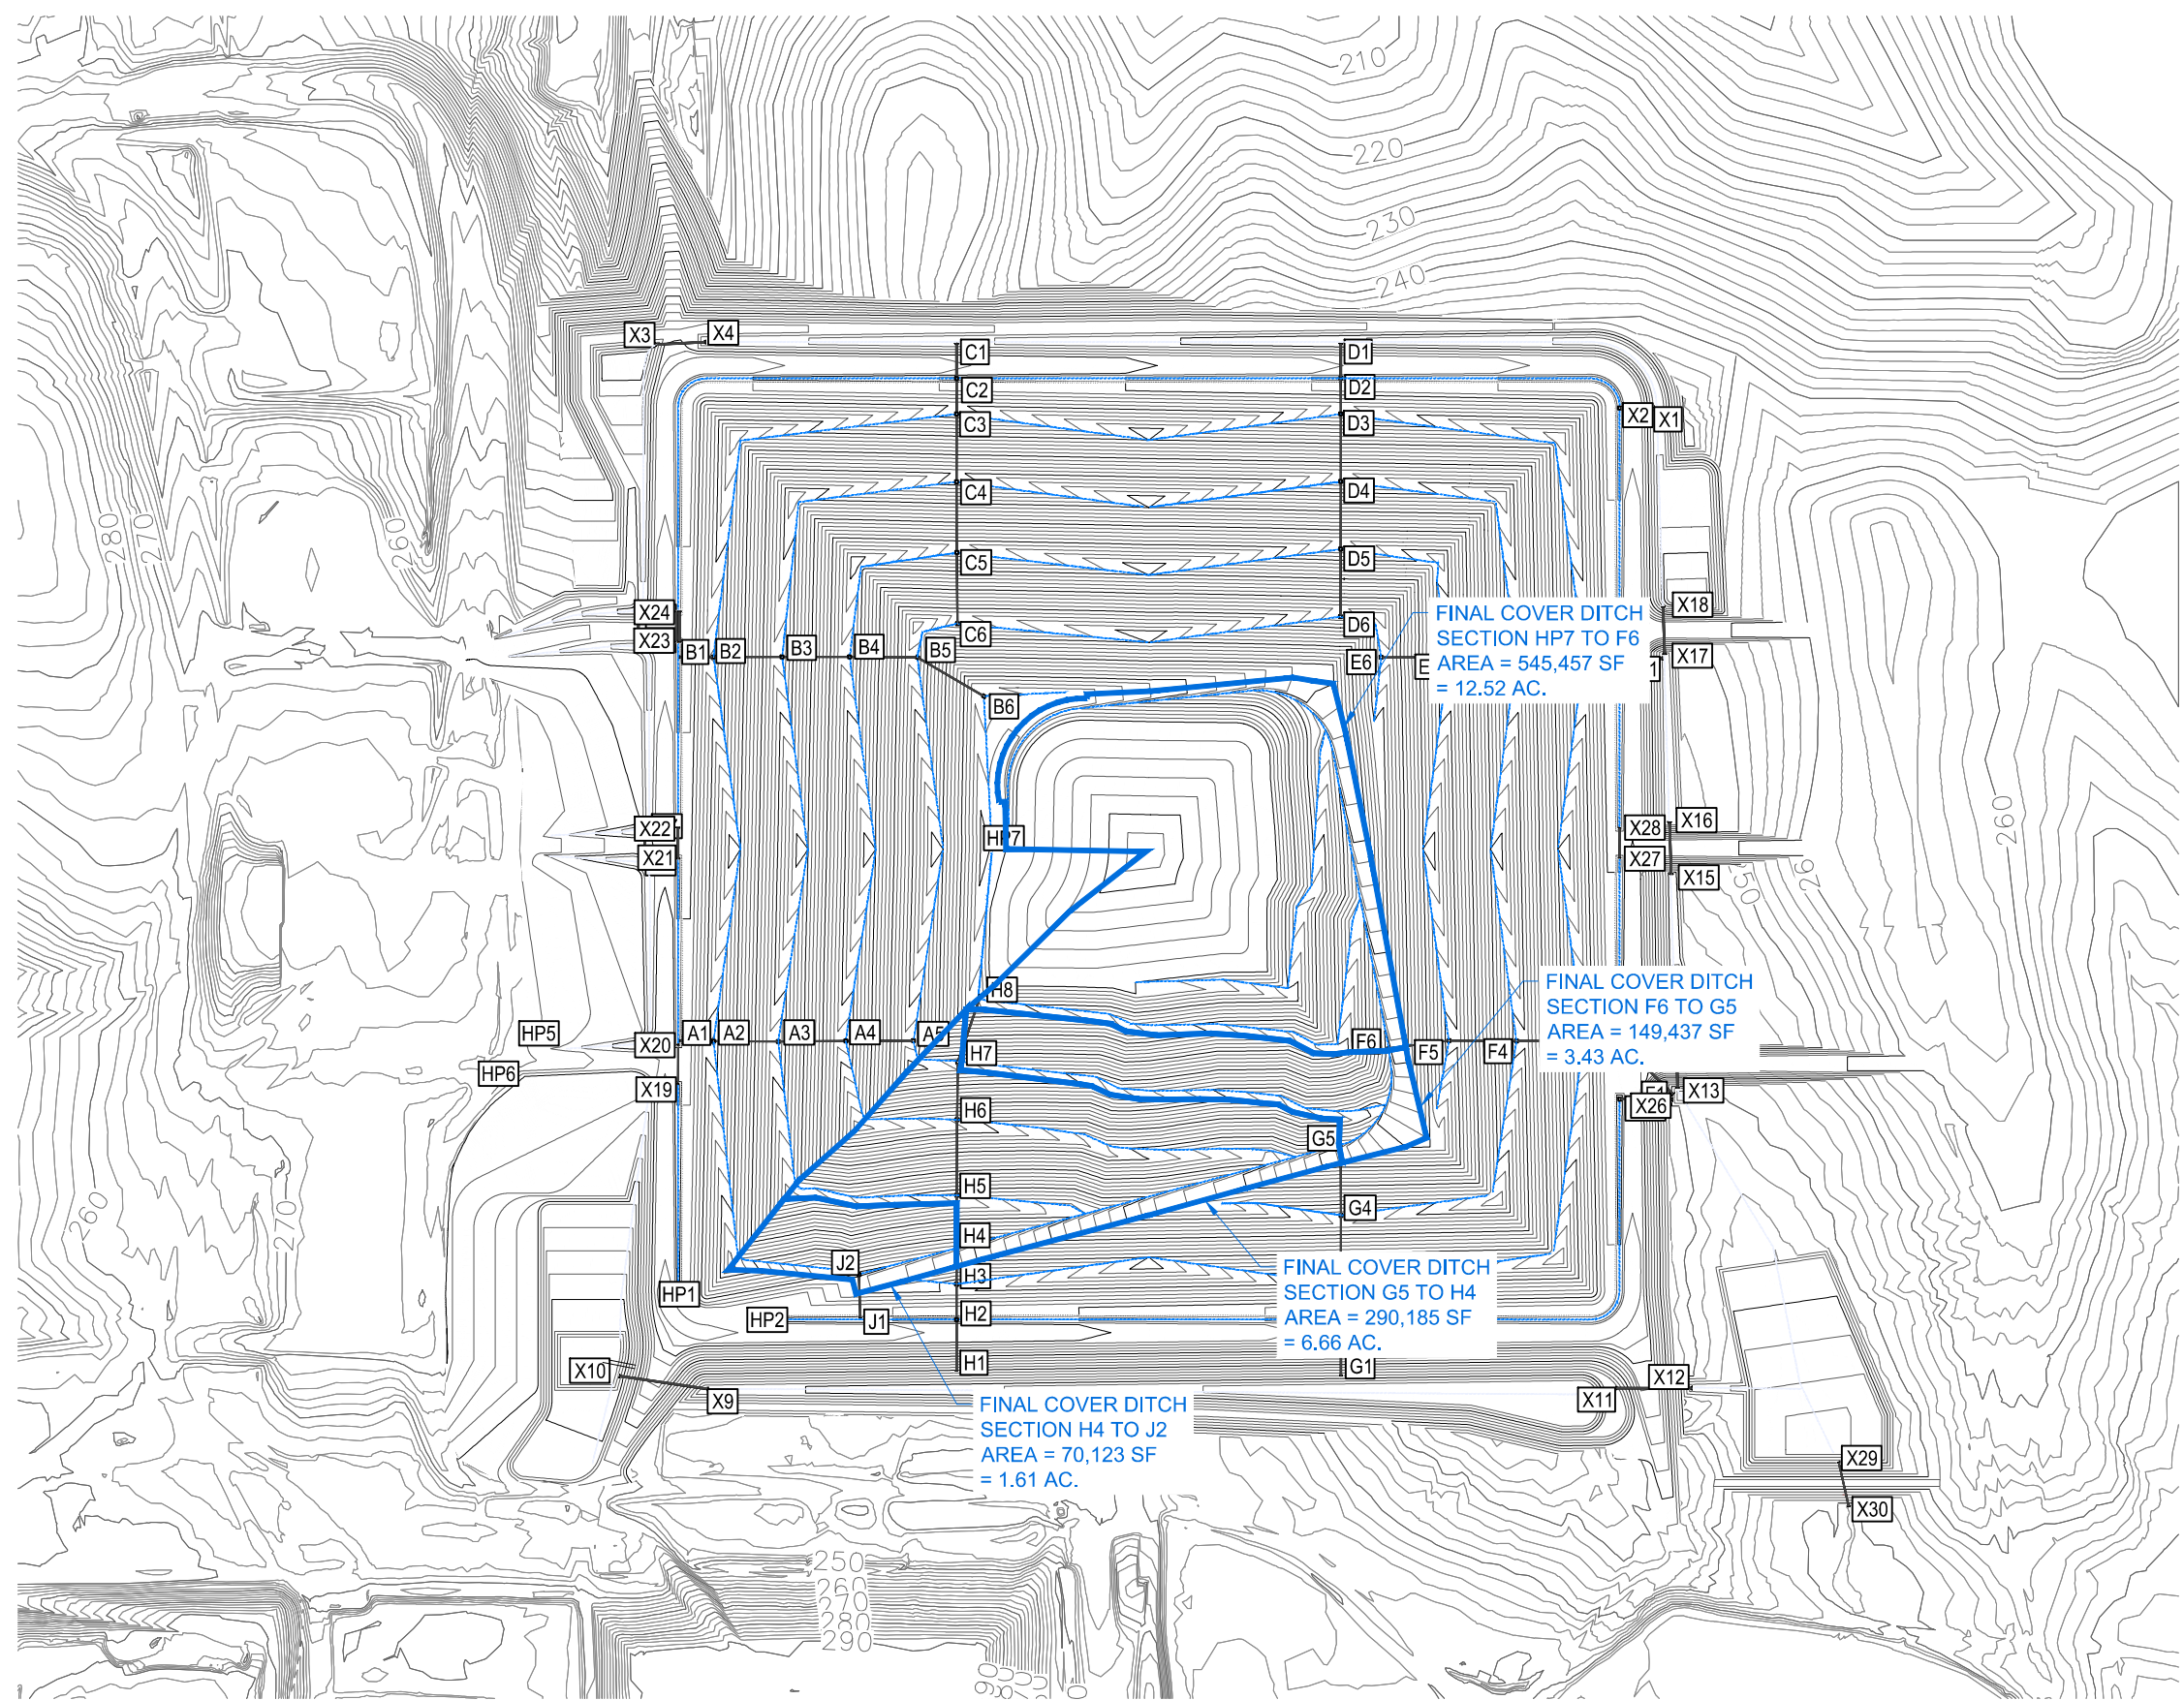 210
220
230
240
X3
X4
C1
D1
C2
D2
C3
D3
X2
X1
280
270
260
C4
D4
C5
D5
X24
X18
FINAL COVER DITCH
SECTION HP7 TO F6
AREA = 545,457 SF
= 12.52 AC.
C6
D6
X23
B1
B2
B3
B4
B5
E6
X17
B6
X22
HP7
X28
X16
260
X21
X27
X15
H8
FINAL COVER DITCH
SECTION F6 TO G5
AREA = 149,437 SF
= 3.43 AC.
HP5
X20
A1
A2
A3
A4
A5
F6
F5
F4
HP6
H7
X19
X13
H6
X26
G5
260
270
H5
G4
H4
J2
H3
FINAL COVER DITCH
SECTION G5 TO H4
AREA = 290,185 SF
= 6.66 AC.
HP1
HP2
J1
H2
X10
H1
G1
X12
X9
X11
FINAL COVER DITCH
SECTION H4 TO J2
AREA = 70,123 SF
= 1.61 AC.
X29
X30
250
260
270
280
290